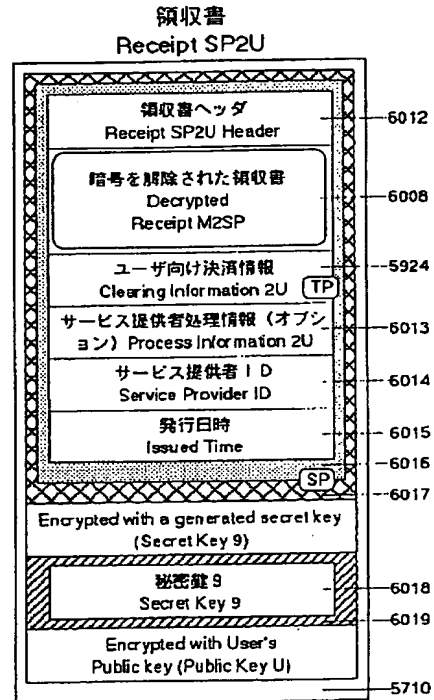 領収書
Receipt SP2U
領収書ヘッダ
Receipt SP2U Header
6012
暗号を解除された領収書
Decrypted
Receipt M2SP
6008
ユーザ向け決済情報
Clearing Information 2U
TP
5924
サービス提供者処理情報（オプシ
ョン）Process Information 2U
6013
サービス提供者ＩＤ
Service Provider ID
6014
発行日時
Issued Time
6015
6016
SP
6017
Encrypted with a generated secret key
(Secret Key 9)
秘密鍵 9
Secret Key 9
6018
6019
Encrypted with User's
Public key (Public Key U)
5710